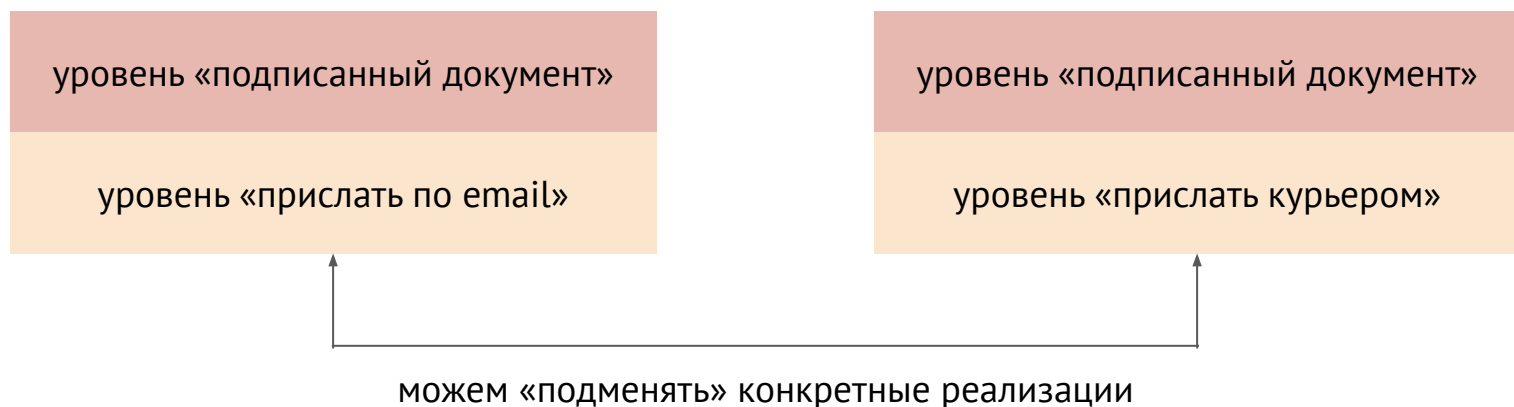 уровень «подписанный документ»
уровень «прислать по email»
уровень «подписанный документ»
уровень «прислать курьером»
можем «подменять» конкретные реализации